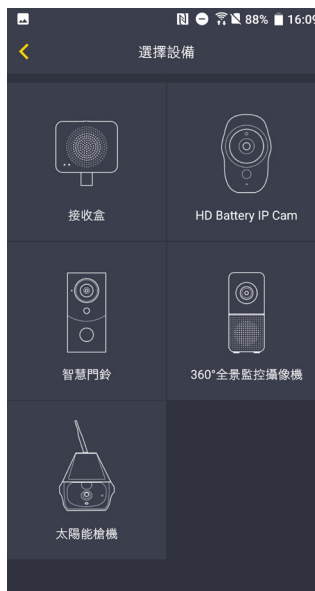 88% 16:09
選擇設備
接收盒
HD Battery IP Cam
智慧門鈴
360°全景監控攝像機
太陽能槍機